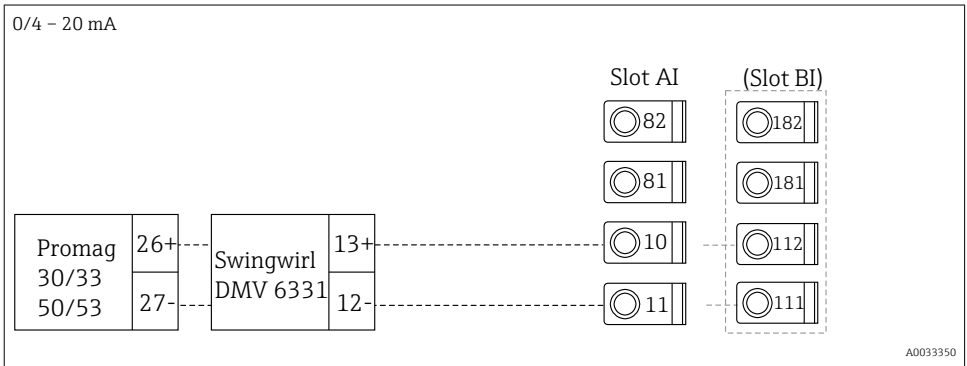 0/4 – 20 mA
Slot AI (Slot BI)
82 182
81 181
Promag 26+ Swingwirl 13+ 10 112
30/33
50/53 27- DMV 6331 12- 11 111
A0033350